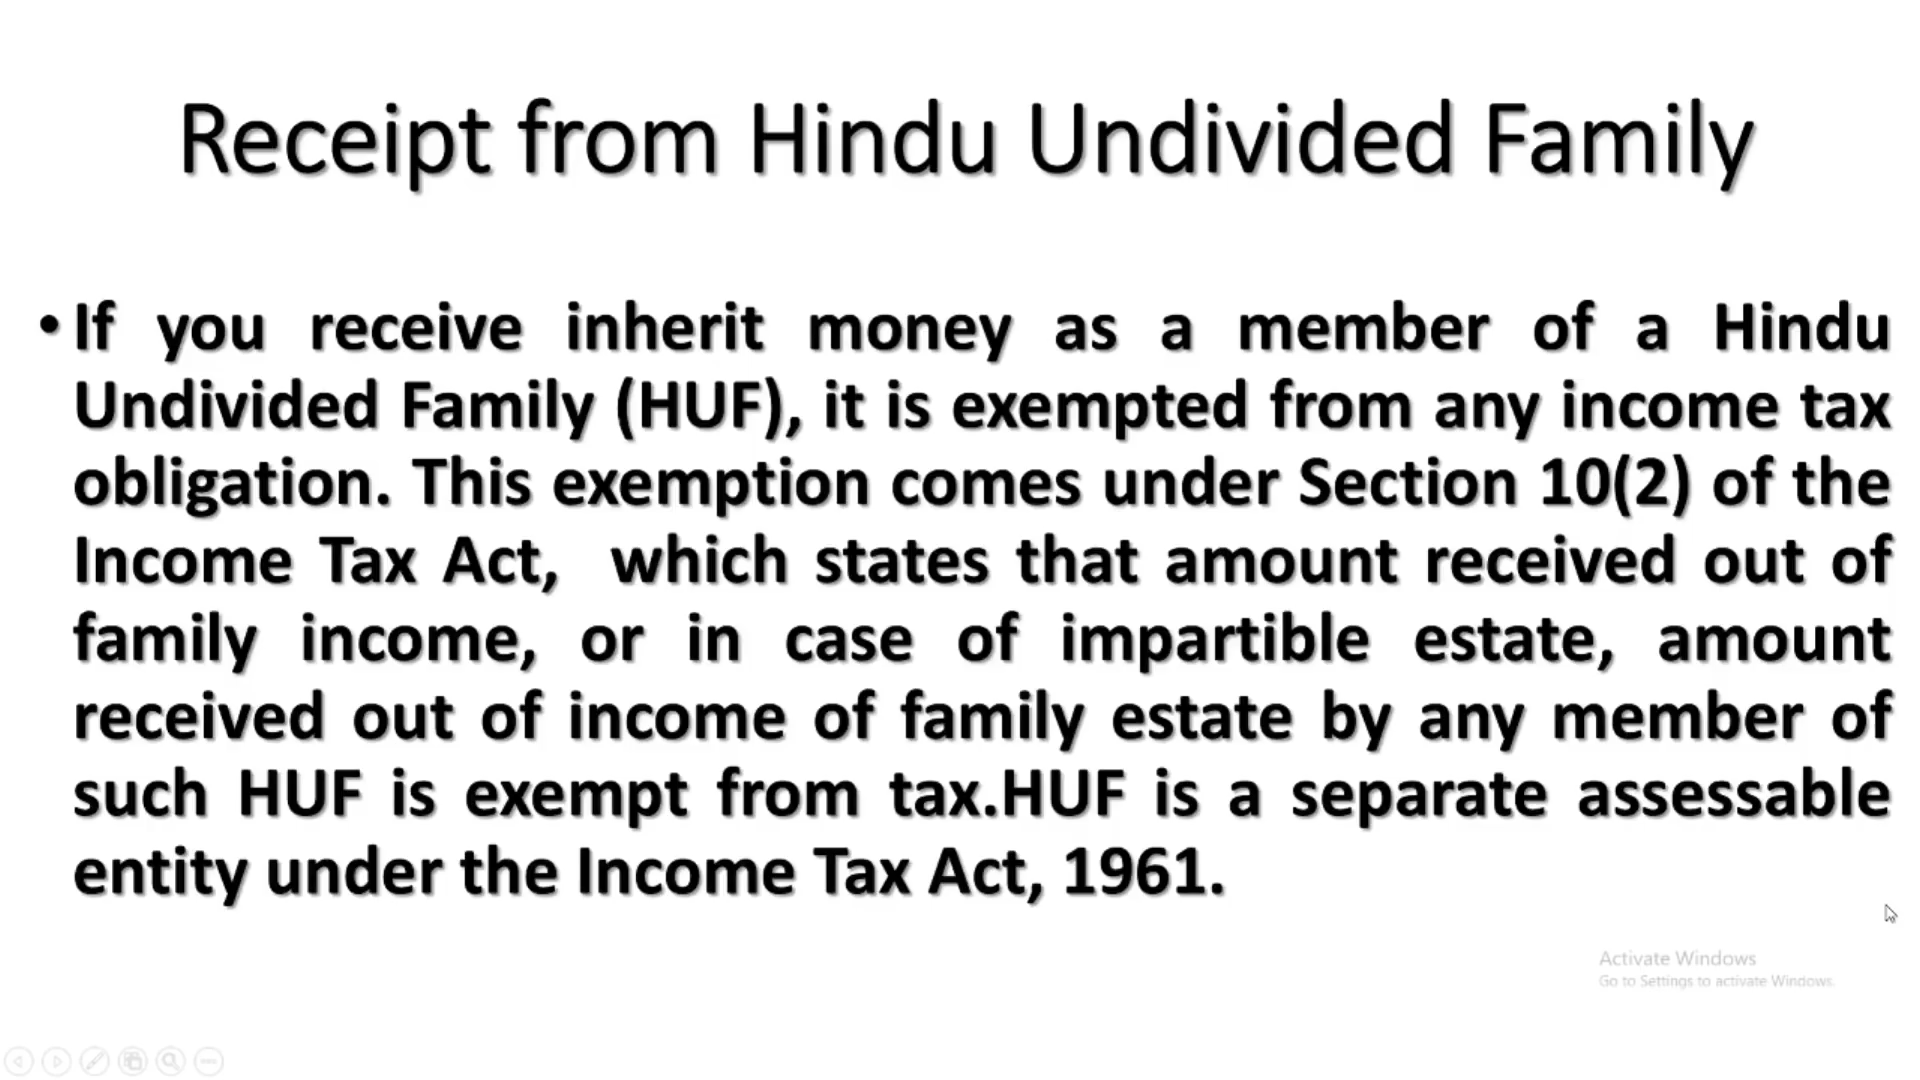 Receipt from Hindu Undivided Family
• If you receive inherit money as a member of a Hindu
Undivided Family (HUF), it is exempted from any income tax
obligation. This exemption comes under Section 10(2) of the
Income Tax Act, which states that amount received out of
family income, or in case of impartible estate, amount
received out of income of family estate by any member of
such HUF is exempt from tax.HUF is a separate assessable
entity under the Income Tax Act, 1961.
Activate Windows
Go to Settings to activate Windows.